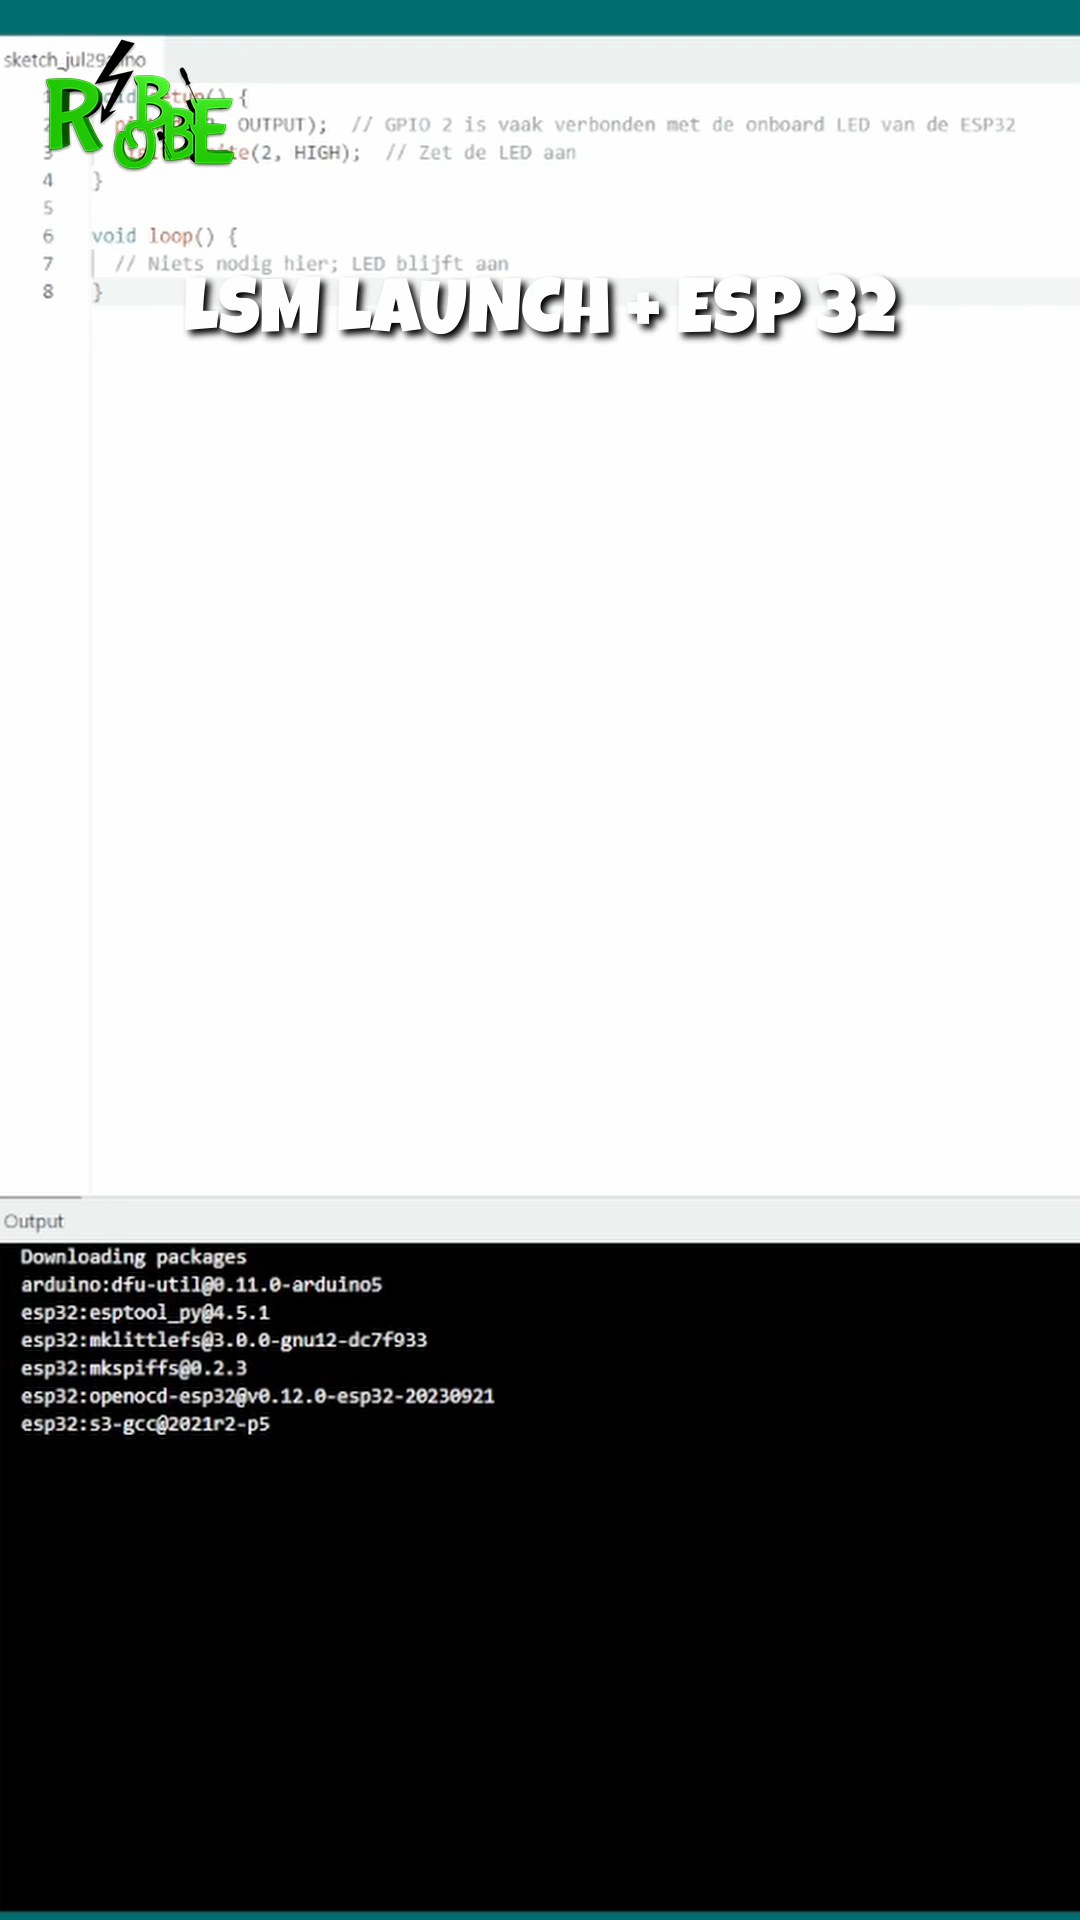 sketch_jul29
ROBBE
1
() {
2
OUTPUT); // GPIO 2 is vaak verbonden met de onboard LED van de ESP32
3
(2, HIGH); // Zet de LED aan
4 }
5
6 void loop() {
7 // Niets nodig hier; LED blijft aan
8 }
LSM LAUNCH + ESP 32
Output
Downloading packages
arduino:dfu-util@0.11.0-arduino5
esp32:esptool_py@4.5.1
esp32:mklittlefs@3.0.0-gnu12-dc7f933
esp32:mkspiffs@0.2.3
esp32:openocd-esp32@v0.12.0-esp32-20230921
esp32:s3-gcc@2021r2-p5